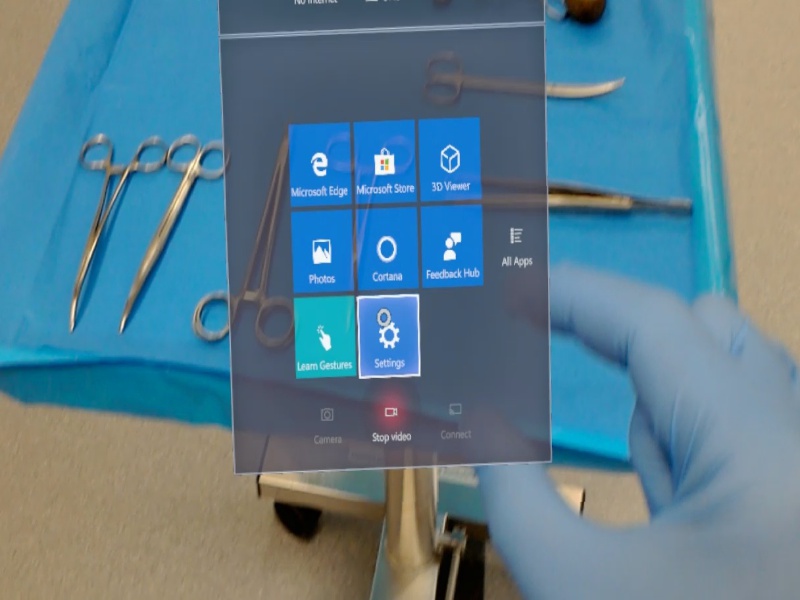 No Internet
Microsoft Edge
Microsoft Store
3D Viewer
Photos
Cortana
Feedback Hub
All Apps
Learn Gestures
Settings
Camera
Stop video
Connect